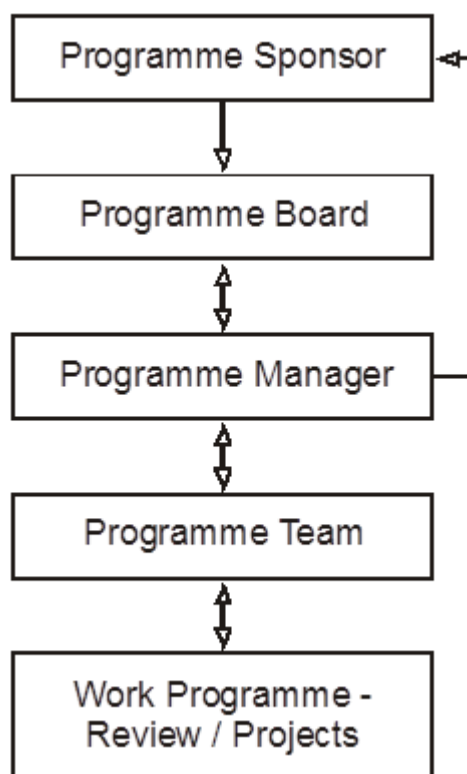 Programme Sponsor
Programme Board
Programme Manager
Programme Team
Work Programme -
Review / Projects